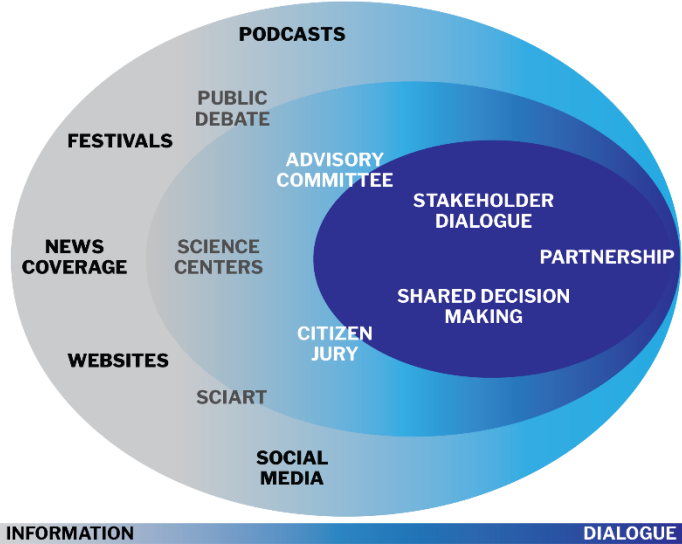 PODCASTS
PUBLIC
DEBATE
FESTIVALS
ADVISORY
COMMITTEE
STAKEHOLDER
DIALOGUE
NEWS
COVERAGE
SCIENCE
CENTERS
PARTNERSHIP
SHARED DECISION
MAKING
CITIZEN
JURY
WEBSITES
SCIART
SOCIAL
MEDIA
INFORMATION
DIALOGUE